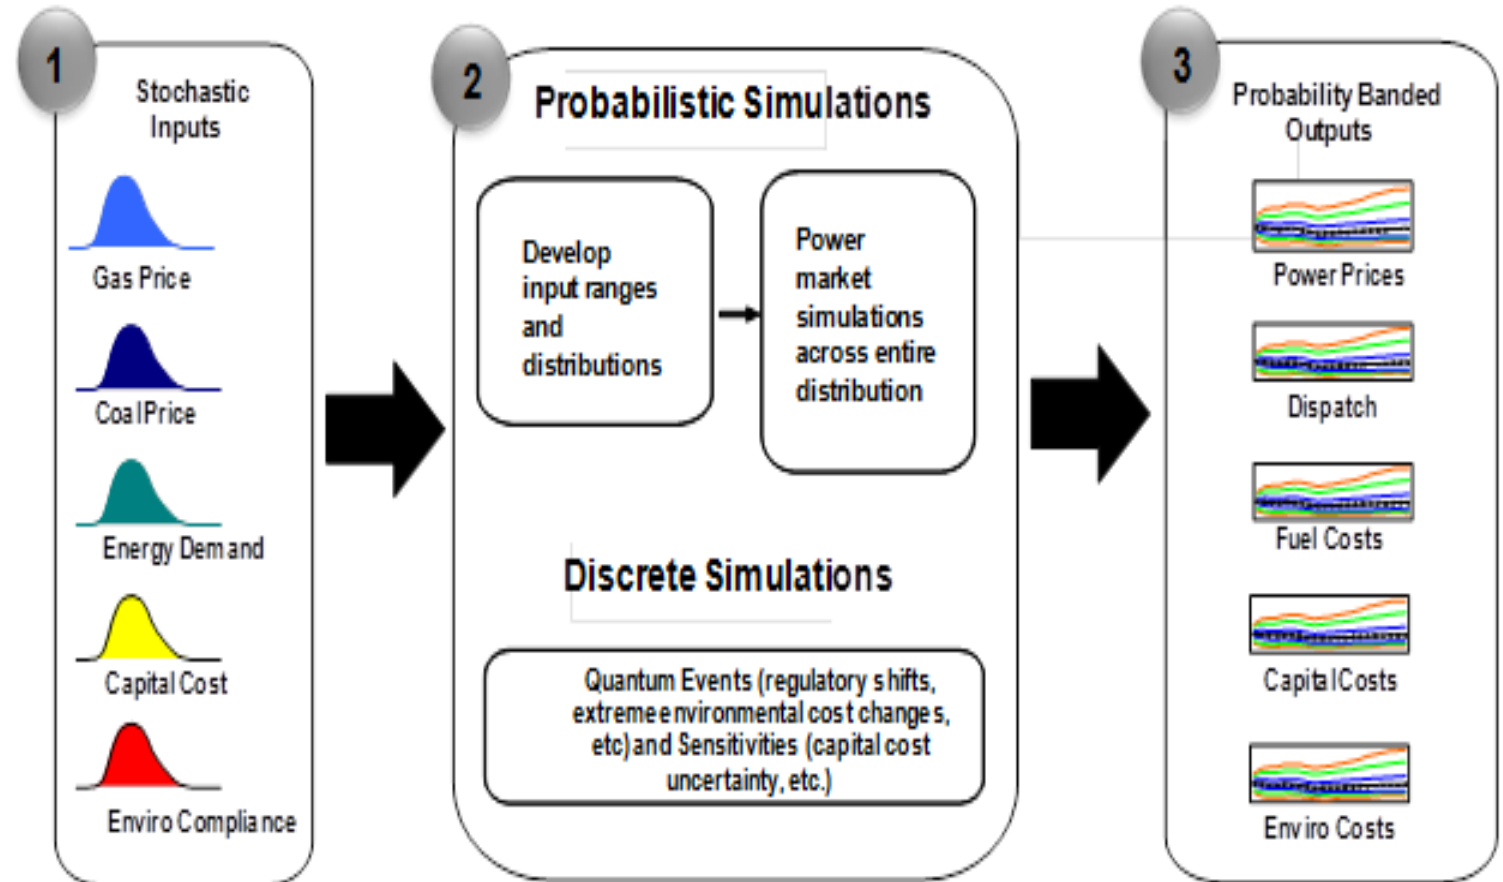 1
Stochastic
Inputs
Gas Price
Coal Price
Energy Demand
Capital Cost
Enviro Compliance
2
Probabilistic Simulations
Develop
input ranges
and
distributions
Power
market
simulations
across entire
distribution
Discrete Simulations
Quantum Events (regulatory shifts,
extreme environmental cost changes,
etc) and Sensitivities (capital cost
uncertainty, etc.)
3
Probability Banded
Outputs
Power Prices
Dispatch
Fuel Costs
Capital Costs
Enviro Costs